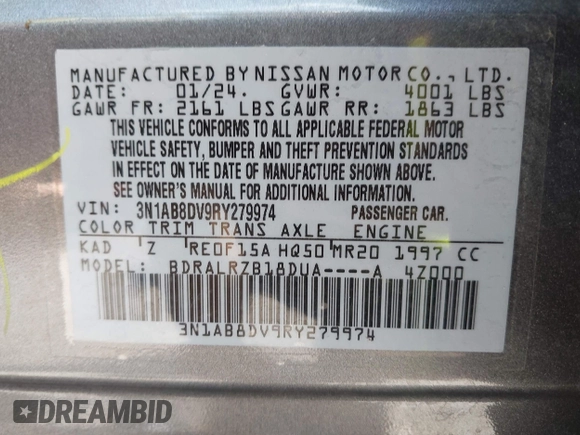 MANUFACTURED BY NISSAN MOTOR CO., LTD.
DATE: 01/24. GVWR: 4001 LBS
GAWR FR: 2161 LBS GAWR RR: 1863 LBS
THIS VEHICLE CONFORMS TO ALL APPLICABLE FEDERAL MOTOR
VEHICLE SAFETY, BUMPER AND THEFT PREVENTION STANDARDS
IN EFFECT ON THE DATE OF MANUFACTURE SHOWN ABOVE.
SEE OWNER'S MANUAL FOR ADDITIONAL INFORMATION.
VIN: 3N1AB8DV9RY279974 PASSENGER CAR.
COLOR TRIM TRANS AXLE ENGINE
KAD Z RE0F15A HQ50 MR20 1997 CC
MODEL: BDRALRZB18DUA----A 4Z000
3N1AB8DV9RY279974
DREAMBID